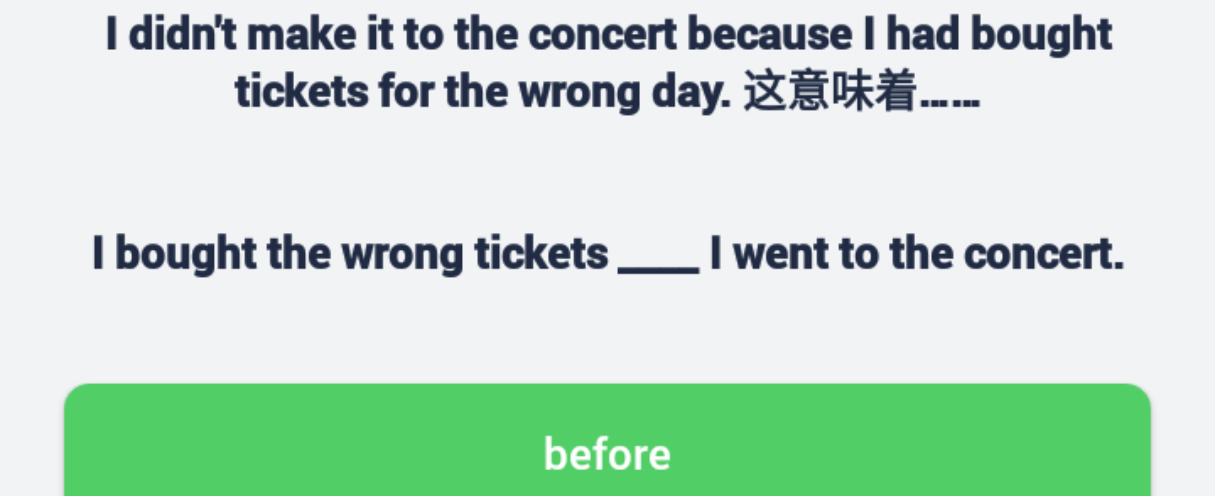 I didn't make it to the concert because I had bought
tickets for the wrong day. 这意味着……
I bought the wrong tickets ____ I went to the concert.
before